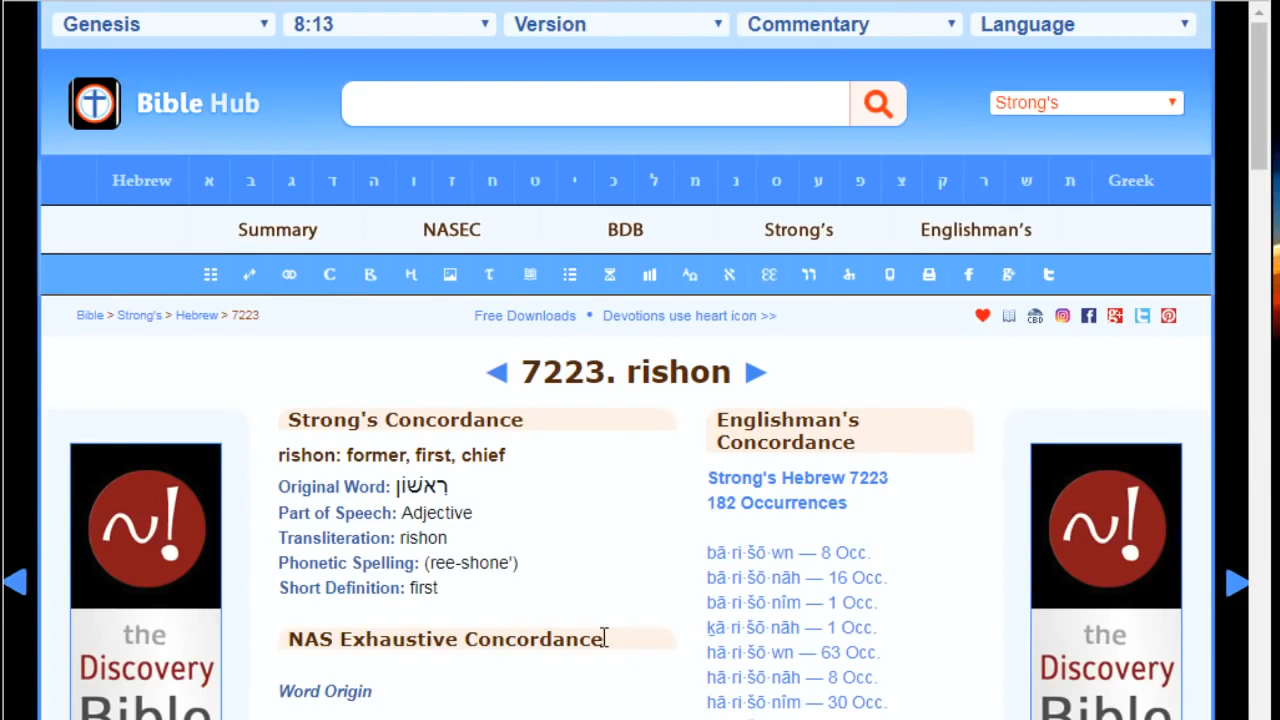 Genesis 8:13 Version Commentary Language
Bible Hub
Strong's
Hebrew א ב ג ד ה ו ז ח ט י כ ל מ נ ס ע פ צ ק ר ש ת Greek
Summary NASEC BDB Strong's Englishman's
Bible > Strong's > Hebrew > 7223
Free Downloads • Devotions use heart icon >>
7223. rishon
Strong's Concordance
rishon: former, first, chief
Original Word: רִאשׁוֹן
Part of Speech: Adjective
Transliteration: rishon
Phonetic Spelling: (ree-shone')
Short Definition: first
NAS Exhaustive Concordance
Word Origin
Englishman's
Concordance
Strong's Hebrew 7223
182 Occurrences
bā·ri·šō·wn — 8 Occ.
bā·ri·šō·nāh — 16 Occ.
bā·ri·šō·nîm — 1 Occ.
ḵā·ri·šō·nāh — 1 Occ.
hā·ri·šō·wn — 63 Occ.
hā·ri·šō·nāh — 8 Occ.
hā·ri·šō·nîm — 30 Occ.
the
Discovery
Bible
the
Discovery
Bible